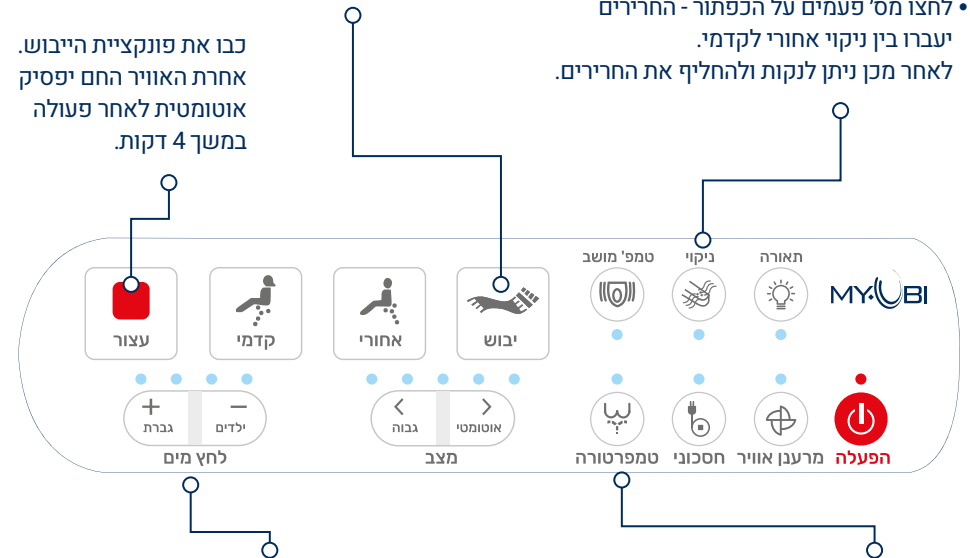 • לחצו מס' פעמים על הכפתור - החרירים
יעברו בין ניקוי אחורי לקדמי.
לאחר מכן ניתן לנקות ולהחליף את החרירים.
כבו את פונקציית הייבוש.
אחרת האוויר החם יפסיק
אוטומטית לאחר פעולה
במשך 4 דקות.
תאורה
ניקוי
טמפ' מושב
MYUBI
יבוש
אחורי
קדמי
עצור
אוטומטי
גבוה
מצב
ילדים
גברת
לחץ מים
הפעלה
מרענן אוויר
חסכוני
טמפרטורה